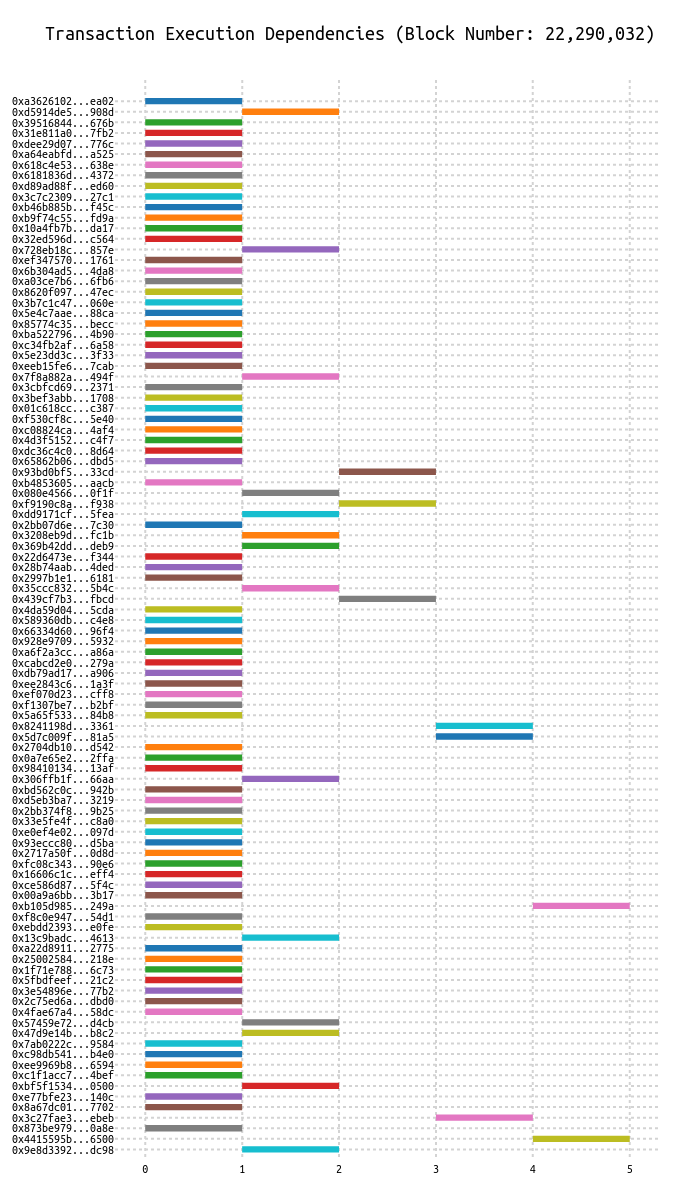 Transaction Execution Dependencies (Block Number: 22,290,032)
0xa3626102...ea02
0xd5914de5...908d
0x39516844...676b
0x31e811a0...7fb2
0xdee29d07...776c
0xa64eabfd...a525
0x618c4e53...638e
0x6181836d...4372
0xd89ad88f...ed60
0x3c7c2309...27c1
0xb46b885b...f45c
0xb9f74c55...fd9a
0x10a4fb7b...da17
0x32ed596d...c564
0x728eb18c...857e
0xef347570...1761
0x6b304ad5...4da8
0xa03ce7b6...6fb6
0x8620f097...47ec
0x3b7c1c47...060e
0x5e4c7aae...88ca
0x85774c35...becc
0xba522796...4b90
0xc34fb2af...6a58
0x5e23dd3c...3f33
0xeeb15fe6...7cab
0x7f8a882a...494f
0x3cbfcd69...2371
0x3bef3abb...1708
0x01c618cc...c387
0xf530cf8c...5e40
0xc08824ca...4af4
0x4d3f5152...c4f7
0xdc36c4c0...8d64
0x65862b06...dbd5
0x93bd0bf5...33cd
0xb4853605...aacb
0x080e4566...0f1f
0xf9190c8a...f938
0xdd9171cf...5fea
0x2bb07d6e...7c30
0x3208eb9d...fc1b
0x369b42dd...deb9
0x22d6473e...f344
0x28b74aab...4ded
0x2997b1e1...6181
0x35ccc832...5b4c
0x439cf7b3...fbcd
0x4da59d04...5cda
0x589360db...c4e8
0x66334d60...96f4
0x928e9709...5932
0xa6f2a3cc...a86a
0xcabcd2e0...279a
0xdb79ad17...a906
0xee2843c6...1a3f
0xef070d23...cff8
0xf1307be7...b2bf
0x5a65f533...84b8
0x8241198d...3361
0x5d7c009f...81a5
0x2704db10...d542
0x0a7e65e2...2ffa
0x98410134...13af
0x306ffb1f...66aa
0xbd562c0c...942b
0xd5eb3ba7...3219
0x2bb374f8...9b25
0x33e5fe4f...c8a0
0xe0ef4e02...097d
0x93eccc80...d5ba
0x2717a50f...0d8d
0xfc08c343...90e6
0x16606c1c...eff4
0xce586d87...5f4c
0x00a9a6bb...3b17
0xb105d985...249a
0xf8c0e947...54d1
0xebdd2393...e0fe
0x13c9badc...4613
0xa22d8911...2775
0x25002584...218e
0x1f71e788...6c73
0x5fbdfeef...21c2
0x3e54896e...77b2
0x2c75ed6a...dbd0
0x4fae67a4...58dc
0x57459e72...d4cb
0x47d9e14b...b8c2
0x7ab0222c...9584
0xc98db541...b4e0
0xee9969b8...6594
0xc1f1acc7...4bef
0xbf5f1534...0500
0xe77bfe23...140c
0x8a67dc01...7702
0x3c27fae3...ebeb
0x873be979...0a8e
0x4415595b...6500
0x9e8d3392...dc98
0 1 2 3 4 5